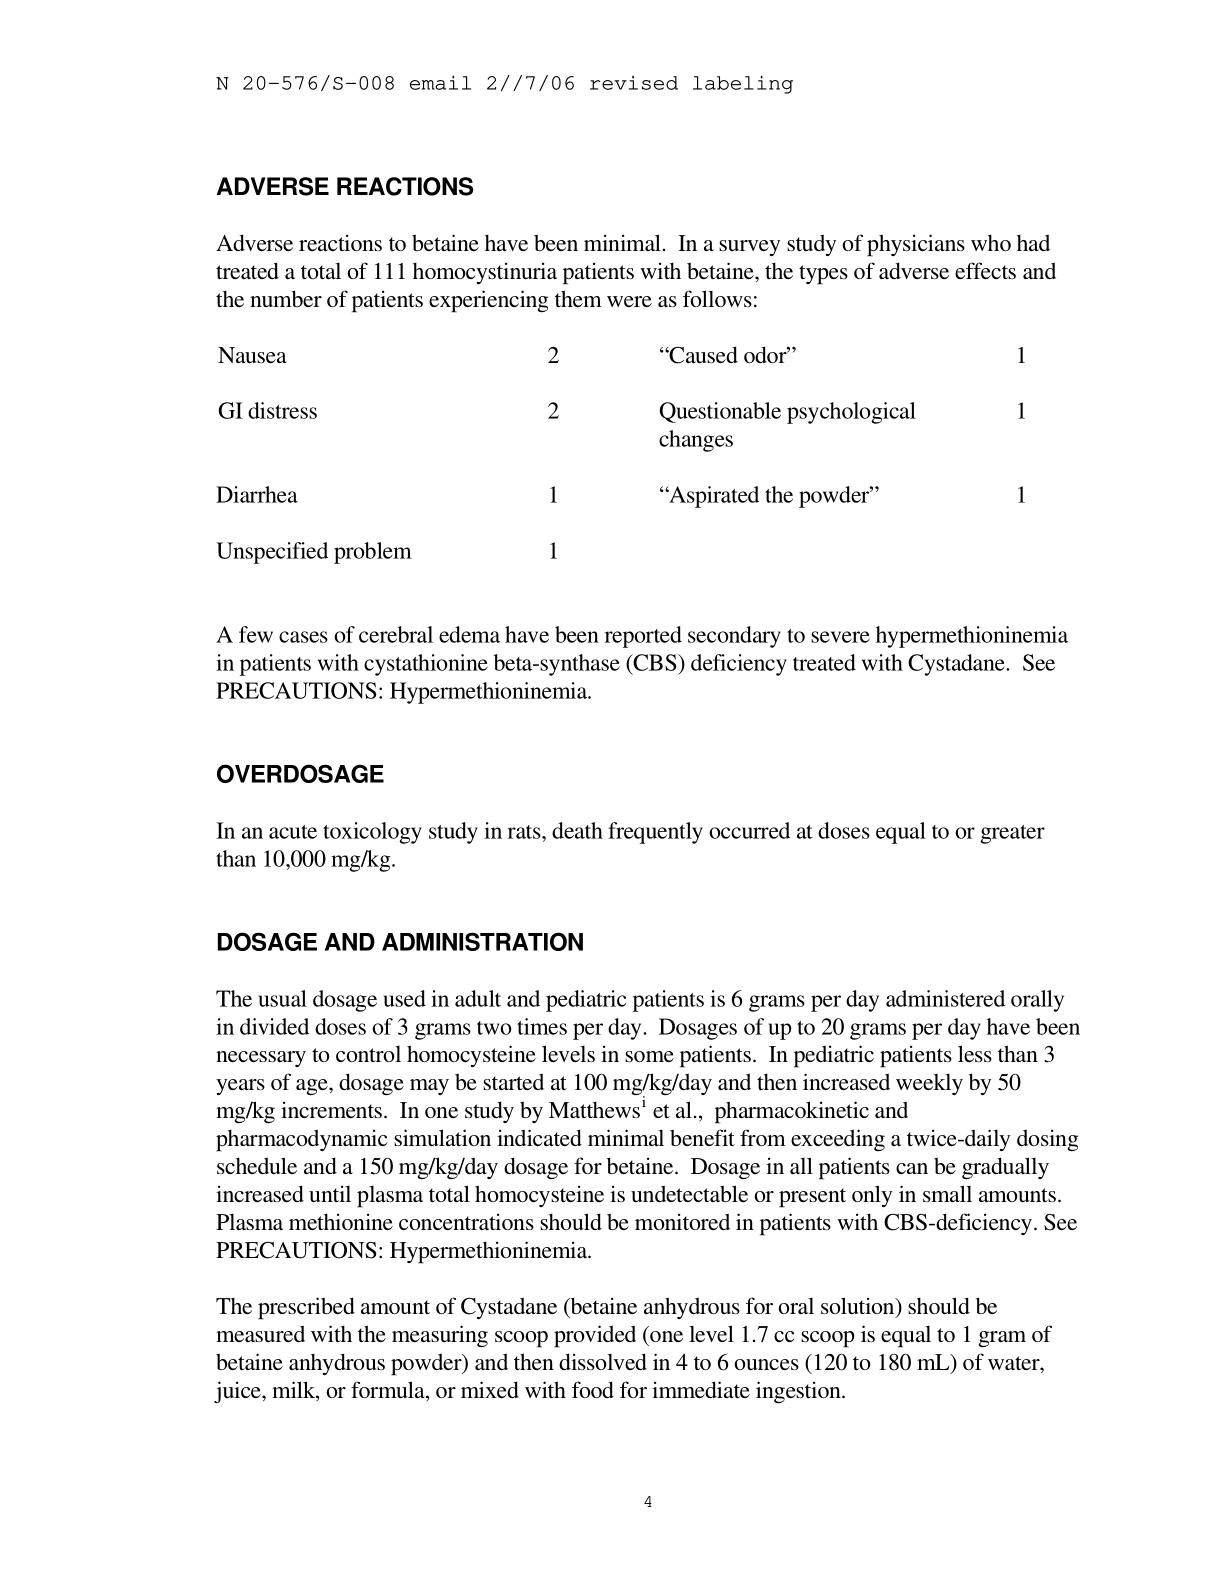 N 20-576/S-008 email 2//7/06 revised labeling
ADVERSE REACTIONS
Adverse reactions to betaine have been minimal.  In a survey study of physicians who had
treated a total of 111 homocystinuria patients with betaine, the types of adverse effects and
the number of patients experiencing them were as follows:
Nausea 2 “Caused odor” 1
GI distress 2 Questionable psychological 1
changes
Diarrhea 1 “Aspirated the powder” 1
Unspecified problem 1
A few cases of cerebral edema have been reported secondary to severe hypermethioninemia
in patients with cystathionine beta-synthase (CBS) deficiency treated with Cystadane.  See
PRECAUTIONS: Hypermethioninemia.
OVERDOSAGE
In an acute toxicology study in rats, death frequently occurred at doses equal to or greater
than 10,000 mg/kg.
DOSAGE AND ADMINISTRATION
The usual dosage used in adult and pediatric patients is 6 grams per day administered orally
in divided doses of 3 grams two times per day.  Dosages of up to 20 grams per day have been
necessary to control homocysteine levels in some patients.  In pediatric patients less than 3
years of age, dosage may be started at 100 mg/kg/day and then increased weekly by 50
mg/kg increments.  In one study by Matthews^i et al.,  pharmacokinetic and
pharmacodynamic simulation indicated minimal benefit from exceeding a twice-daily dosing
schedule and a 150 mg/kg/day dosage for betaine.  Dosage in all patients can be gradually
increased until plasma total homocysteine is undetectable or present only in small amounts.
Plasma methionine concentrations should be monitored in patients with CBS-deficiency. See
PRECAUTIONS: Hypermethioninemia.
The prescribed amount of Cystadane (betaine anhydrous for oral solution) should be
measured with the measuring scoop provided (one level 1.7 cc scoop is equal to 1 gram of
betaine anhydrous powder) and then dissolved in 4 to 6 ounces (120 to 180 mL) of water,
juice, milk, or formula, or mixed with food for immediate ingestion.
4